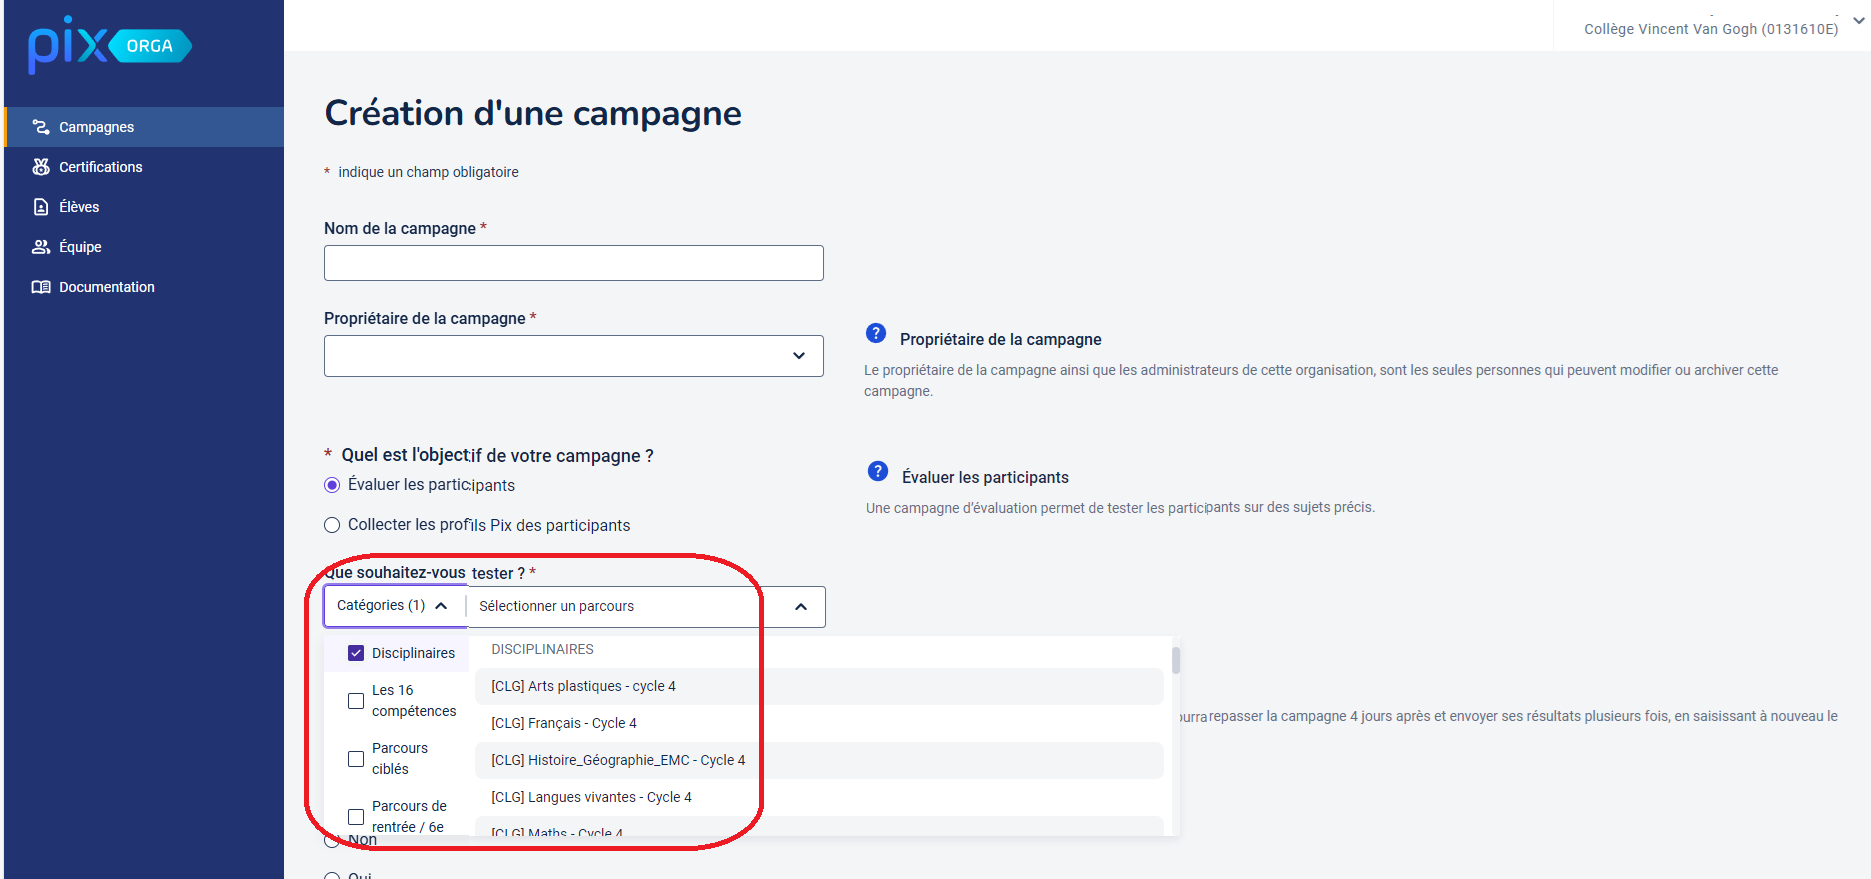 pix ORGA
Collège Vincent Van Gogh (0131610E)
Campagnes
Certifications
Élèves
Équipe
Documentation
Création d'une campagne
* indique un champ obligatoire
Nom de la campagne *
Propriétaire de la campagne *
? Propriétaire de la campagne
Le propriétaire de la campagne ainsi que les administrateurs de cette organisation, sont les seules personnes qui peuvent modifier ou archiver cette
campagne.
* Quel est l'objectif de votre campagne ?
Évaluer les participants
Collecter les profils Pix des participants
? Évaluer les participants
Une campagne d'évaluation permet de tester les participants sur des sujets précis.
Que souhaitez-vous tester ? *
Catégories (1)
Sélectionner un parcours
Disciplinaires
Les 16
compétences
Parcours
ciblés
Parcours de
rentrée / 6e
DISCIPLINAIRES
[CLG] Arts plastiques - cycle 4
[CLG] Français - Cycle 4
[CLG] Histoire_Géographie_EMC - Cycle 4
[CLG] Langues vivantes - Cycle 4
[CLG] Maths - Cycle 4
repasser la campagne 4 jours après et envoyer ses résultats plusieurs fois, en saisissant à nouveau le
Non
Oui